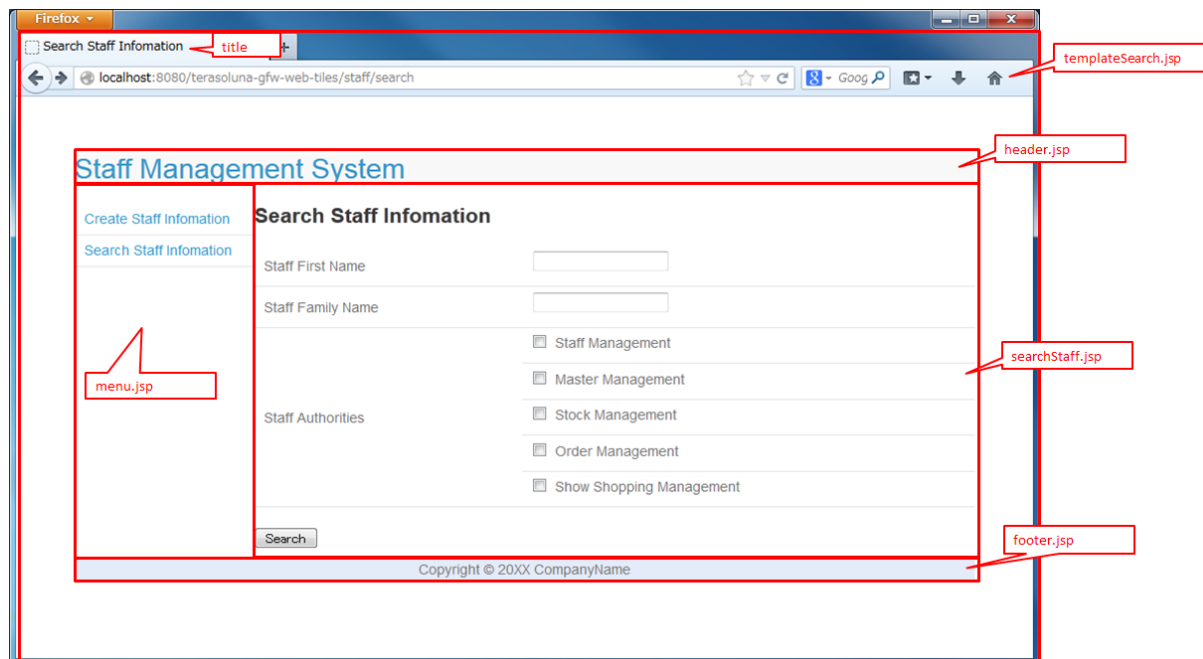 Firefox
Search Staff Infomation
title
localhost:8080/terasoluna-gfw-web-tiles/staff/search
Goog
templateSearch.jsp
header.jsp
Staff Management System
Create Staff Infomation
Search Staff Infomation
menu.jsp
Search Staff Infomation
Staff First Name
Staff Family Name
Staff Authorities
Staff Management
Master Management
Stock Management
Order Management
Show Shopping Management
searchStaff.jsp
Search
footer.jsp
Copyright © 20XX CompanyName